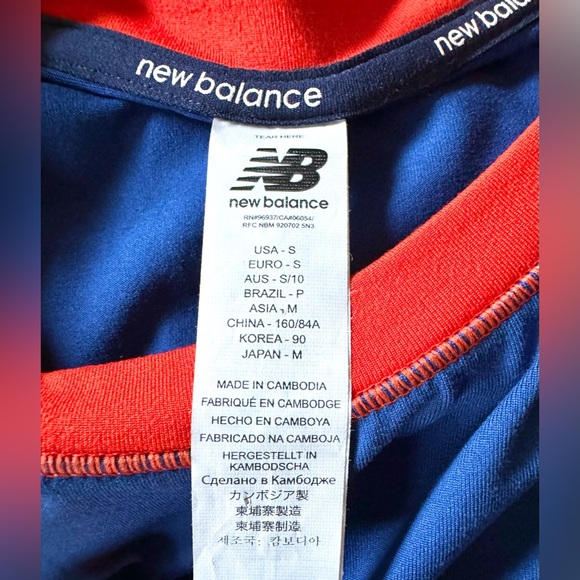 new balance
new balance
TEAR HERE
NB
new balance
RN#96937/CA#06054/
RFC NBM 920702 5N3
USA - S
EURO - S
AUS - S/10
BRAZIL - P
ASIA - M
CHINA - 160/84A
KOREA - 90
JAPAN - M
MADE IN CAMBODIA
FABRIQUÉ EN CAMBODGE
HECHO EN CAMBOYA
FABRICADO NA CAMBOJA
HERGESTELLT IN
KAMBODSCHA
Сделано в Камбодже
カンボジア製
柬埔寨製造
柬埔寨制造
제조국: 캄보디아